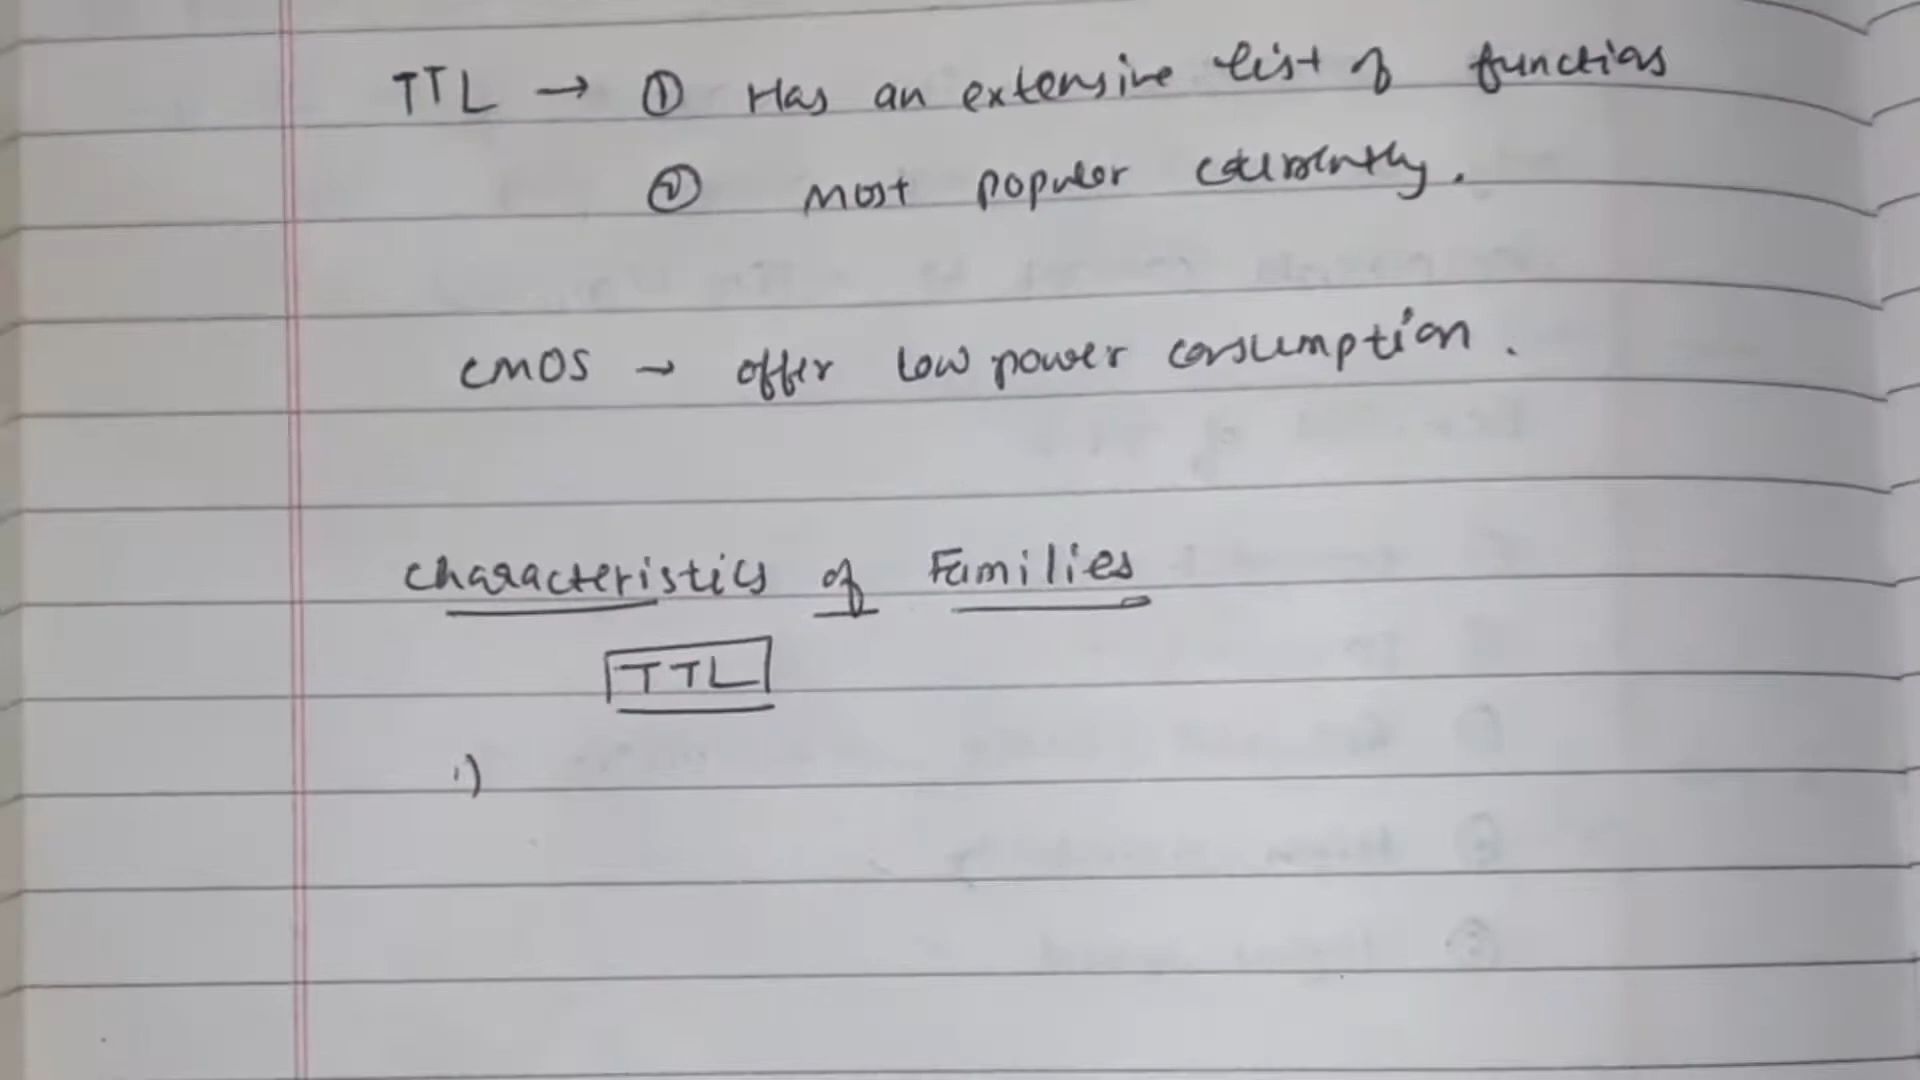 TTL → ① Has an extensive list of functions
② most popular currently.
CMOS → offer low power consumption.
Characteristics of Families
TTL
1)